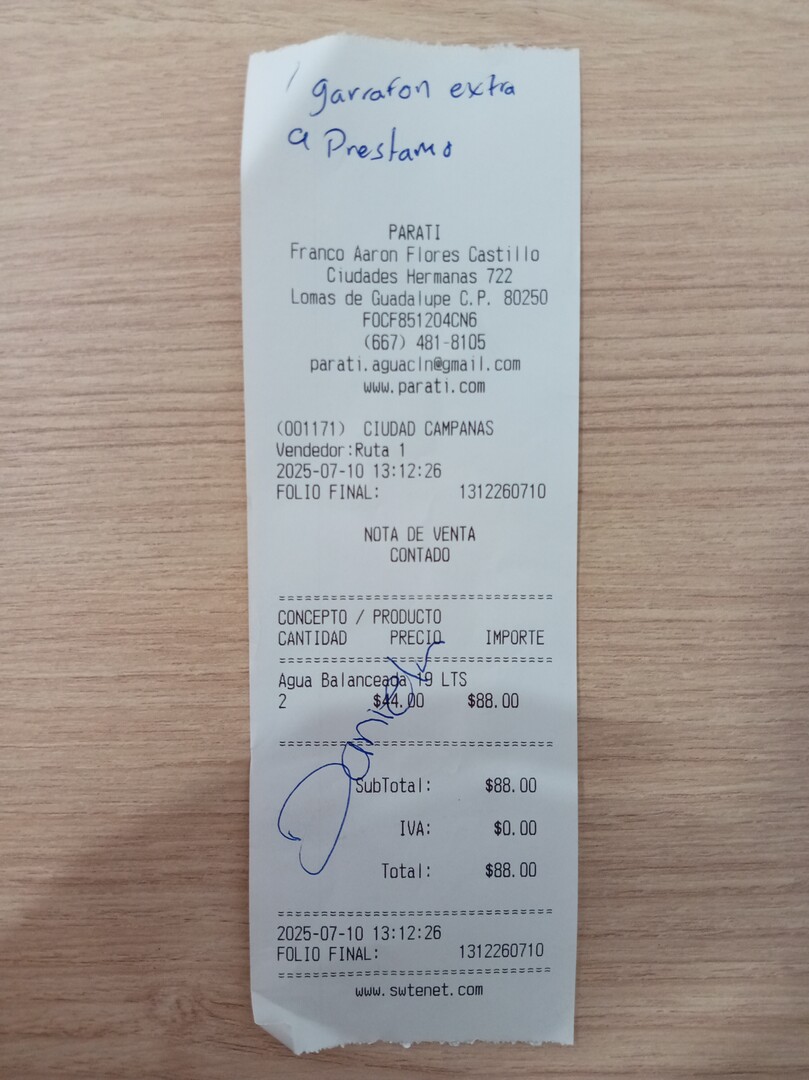 1 garrafon extra
a Prestamo
PARATI
Franco Aaron Flores Castillo
Ciudades Hermanas 722
Lomas de Guadalupe C.P. 80250
FOCF851204CN6
(667) 481-8105
parati.aguacln@gmail.com
www.parati.com
(001171) CIUDAD CAMPANAS
Vendedor:Ruta 1
2025-07-10 13:12:26
FOLIO FINAL: 1312260710
NOTA DE VENTA
CONTADO
CONCEPTO / PRODUCTO
CANTIDAD PRECIO IMPORTE
Agua Balanceada 19 LTS
2 $44.00 $88.00
SubTotal: $88.00
IVA: $0.00
Total: $88.00
2025-07-10 13:12:26
FOLIO FINAL: 1312260710
www.swtenet.com